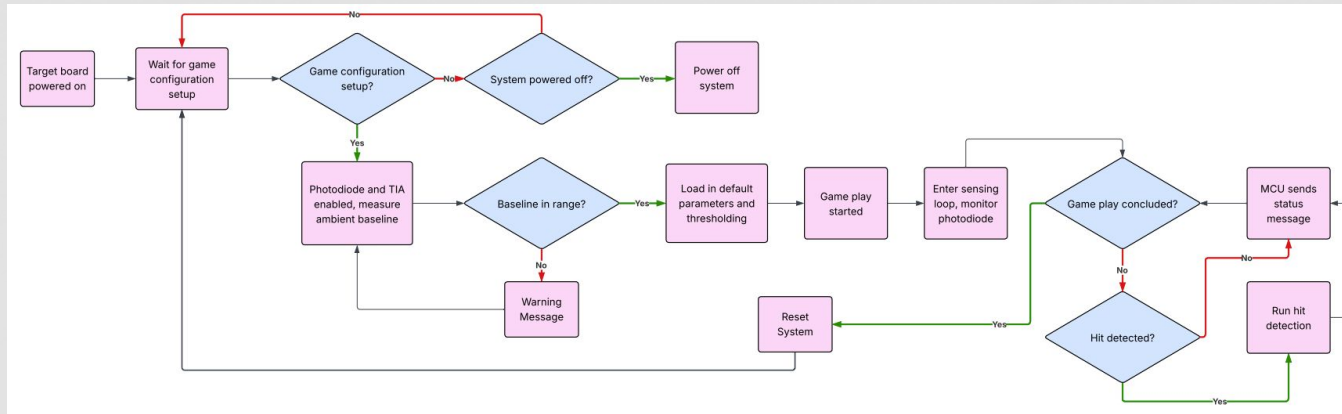 No
Target board
powered on
Wait for game
configuration
setup
Game configuration
setup?
No
System powered off?
Yes
Power off
system
Yes
Photodiode and TIA
enabled, measure
ambient baseline
Baseline in range?
Yes
Load in default
parameters and
thresholding
Game play
started
Enter sensing
loop, monitor
photodiode
Game play concluded?
MCU sends
status
message
No
No
No
Warning
Message
Reset
System
Yes
Hit detected?
Run hit
detection
Yes